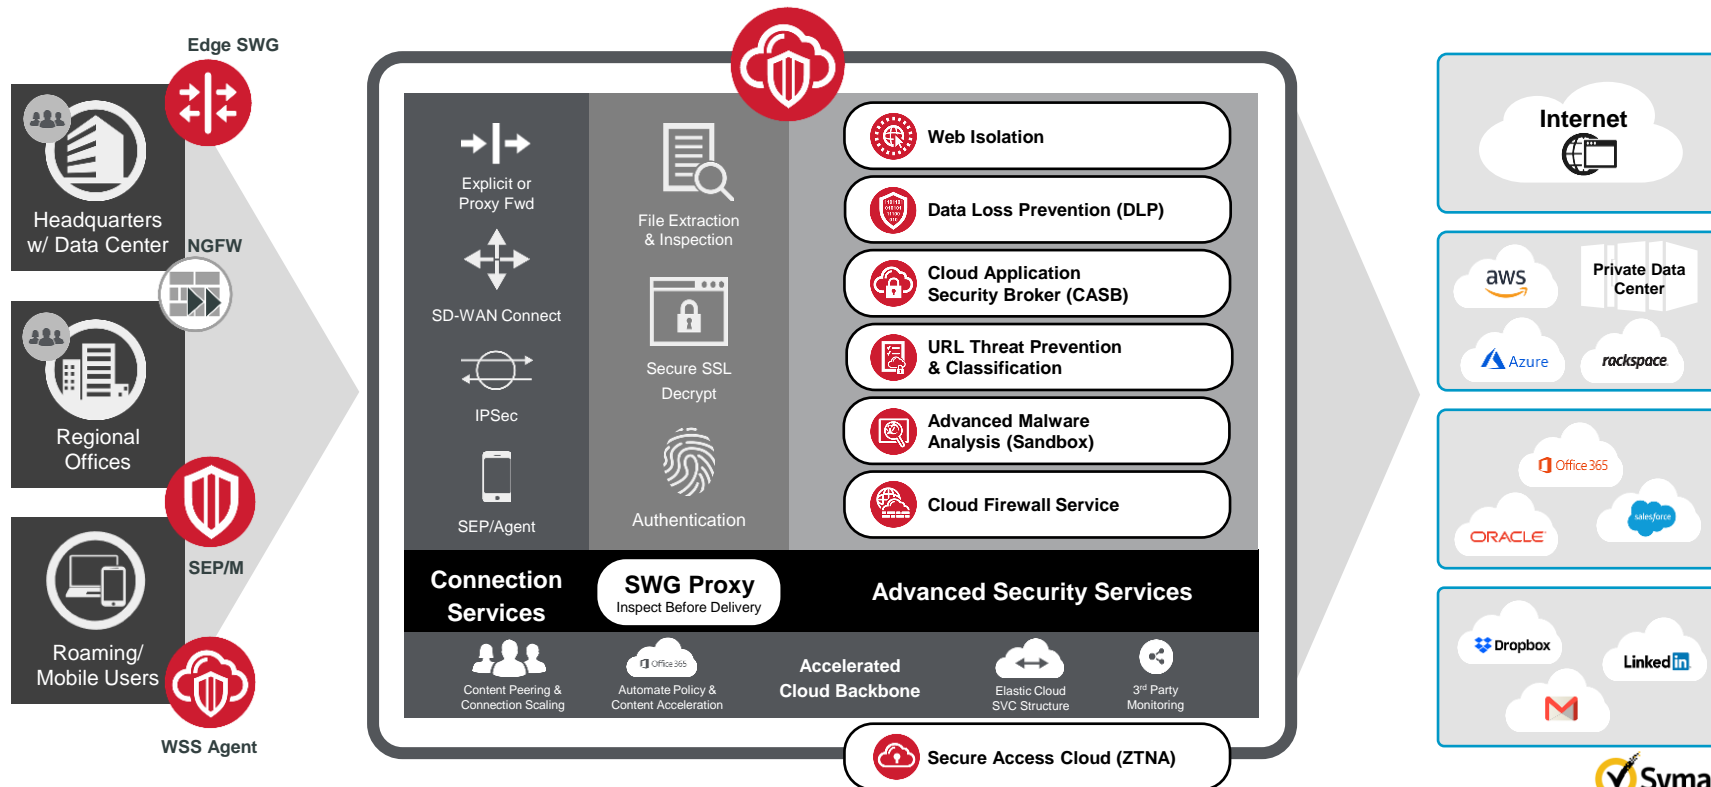 Edge SWG
Headquarters
w/ Data Center
NGFW
Regional
Offices
SEP/M
Roaming/
Mobile Users
WSS Agent
Explicit or
Proxy Fwd
SD-WAN Connect
IPSec
SEP/Agent
File Extraction
& Inspection
Secure SSL
Decrypt
Authentication
Web Isolation
Data Loss Prevention (DLP)
Cloud Application
Security Broker (CASB)
URL Threat Prevention
& Classification
Advanced Malware
Analysis (Sandbox)
Cloud Firewall Service
Connection
Services
SWG Proxy
Inspect Before Delivery
Advanced Security Services
Content Peering &
Connection Scaling
Office 365
Automate Policy &
Content Acceleration
Accelerated
Cloud Backbone
Elastic Cloud
SVC Structure
3rd Party
Monitoring
Secure Access Cloud (ZTNA)
Internet
aws
Private Data
Center
Azure
rackspace
Office 365
salesforce
ORACLE
Dropbox
Linked in
Syma